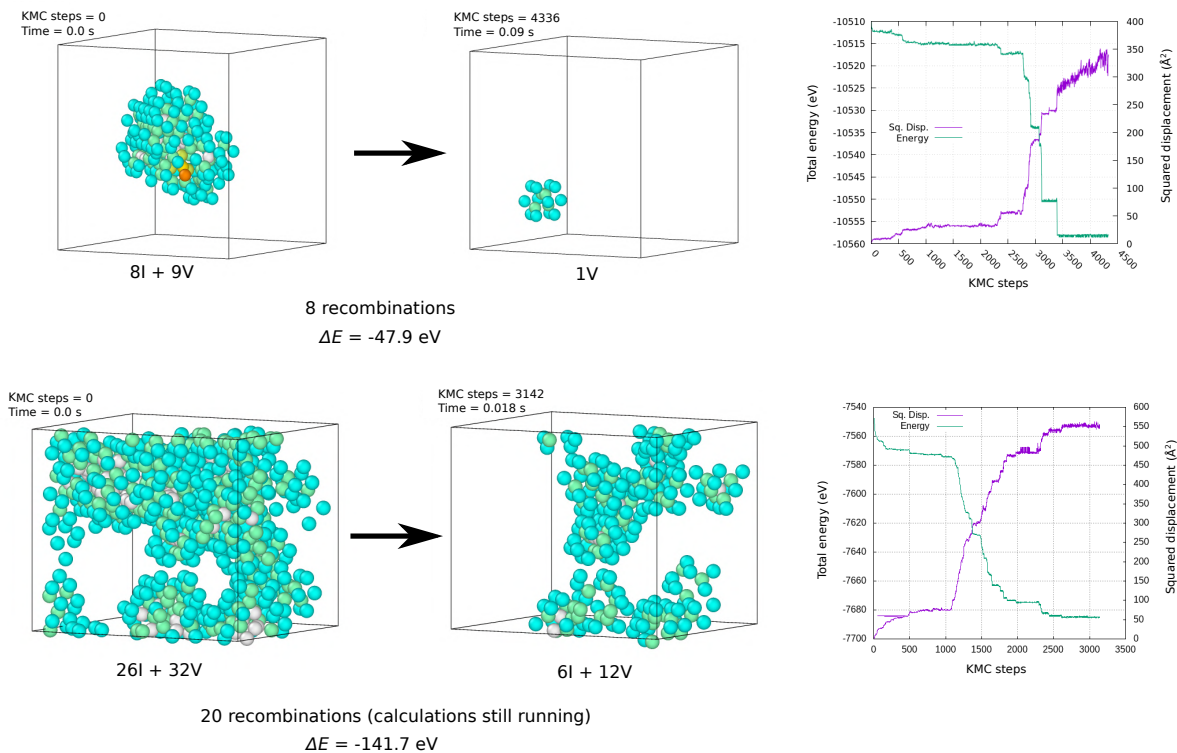 KMC steps = 0
Time = 0.0 s
KMC steps = 4336
Time = 0.09 s
8I + 9V
1V
8 recombinations
ΔE = -47.9 eV
-10510
-10515
-10520
-10525
-10530
-10535
-10540
-10545
-10550
-10555
-10560
Total energy (eV)
Sq. Disp.
Energy
400
350
300
250
200
150
100
50
0
Squared displacement (Å²)
0
500
1000
1500
2000
2500
3000
3500
4000
4500
KMC steps
KMC steps = 0
Time = 0.0 s
KMC steps = 3142
Time = 0.018 s
26I + 32V
6I + 12V
20 recombinations (calculations still running)
ΔE = -141.7 eV
-7540
-7560
-7580
-7600
-7620
-7640
-7660
-7680
-7700
Total energy (eV)
Sq. Disp.
Energy
600
550
500
450
400
350
300
250
200
150
100
50
0
Squared displacement (Å²)
0
500
1000
1500
2000
2500
3000
3500
KMC steps